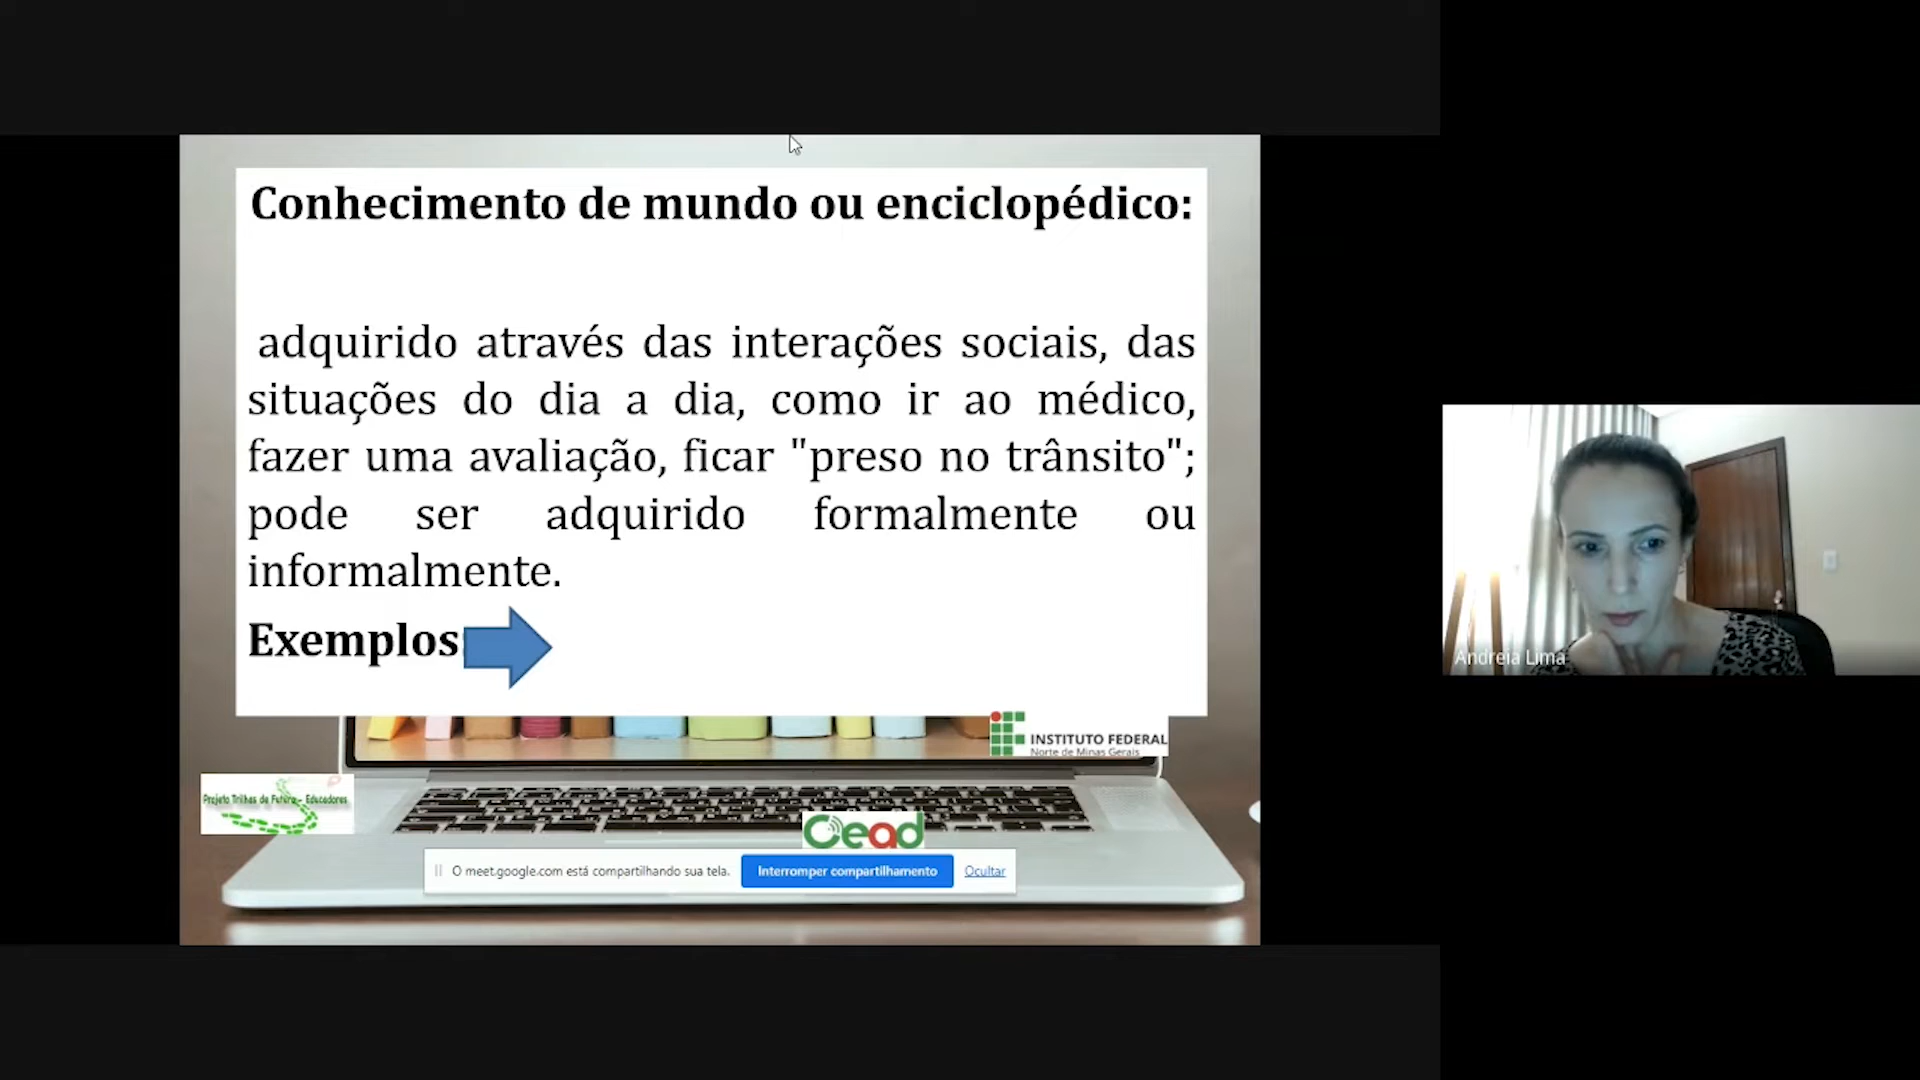 Conhecimento de mundo ou enciclopédico:
adquirido através das interações sociais, das
situações do dia a dia, como ir ao médico,
fazer uma avaliação, ficar "preso no trânsito";
pode ser adquirido formalmente ou
informalmente.
Exemplos
INSTITUTO FEDERAL
Norte de Minas Gerais
Projeto Trilhas de Futuro - Educadores
Cead
O meet.google.com está compartilhando sua tela.
Interromper compartilhamento
Ocultar
Andreia Lima